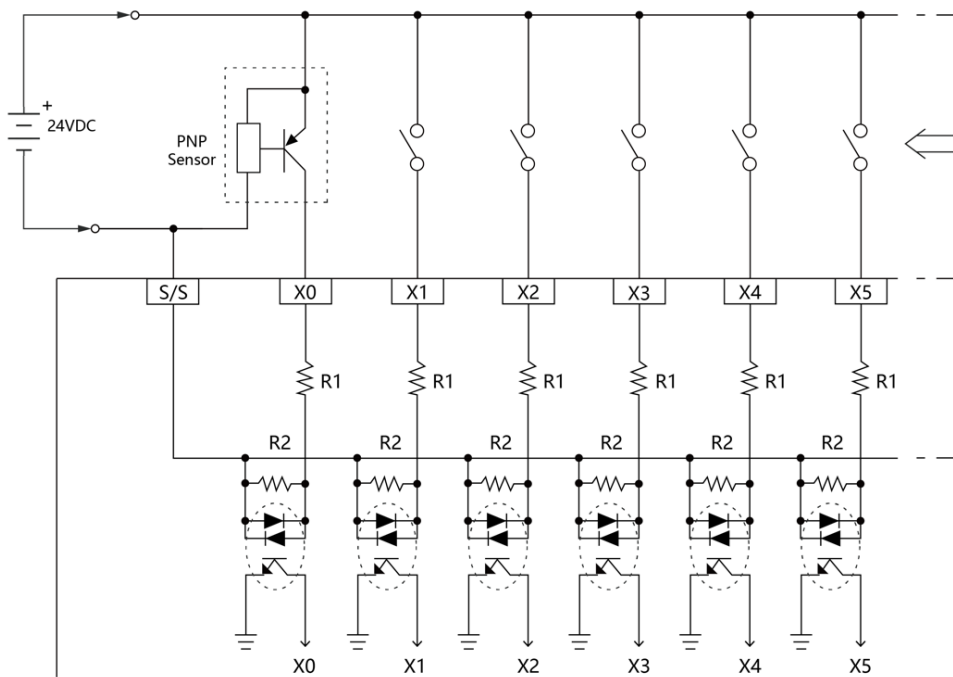 +
24VDC
PNP
Sensor
S/S X0 X1 X2 X3 X4 X5
R1 R1 R1 R1 R1 R1
R2 R2 R2 R2 R2 R2
X0 X1 X2 X3 X4 X5